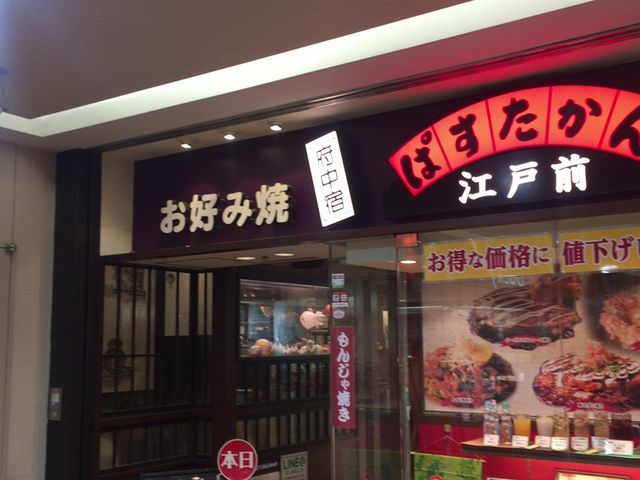 ぱすたかん
江戸前
府中宿
お好み焼
お得な価格に 値下げ
もんじゃ焼き
本日
LINE@